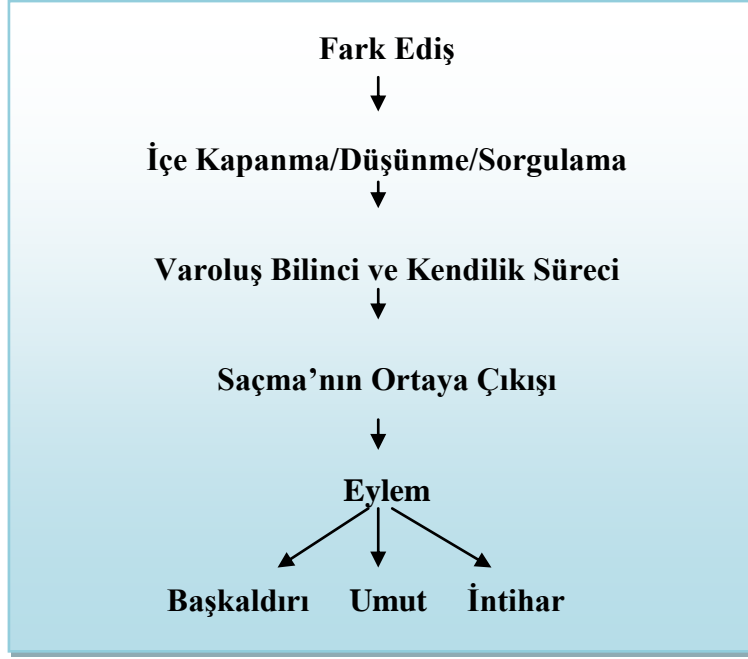 Fark Ediş
İçe Kapanma/Düşünme/Sorgulama
Varoluş Bilinci ve Kendilik Süreci
Saçma’nın Ortaya Çıkışı
Eylem
Başkaldırı Umut İntihar